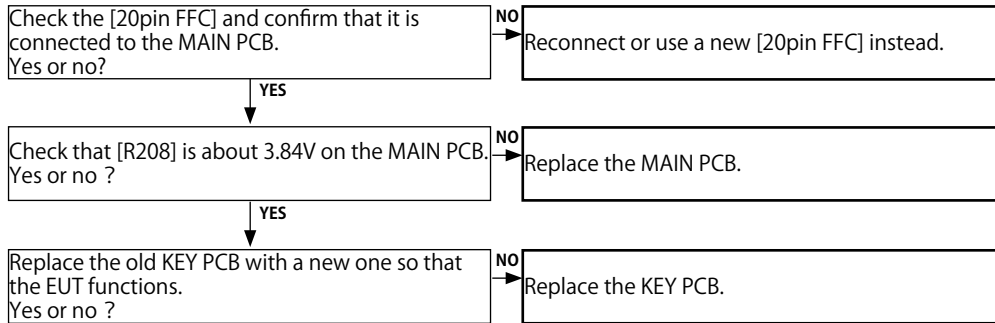 Check the [20pin FFC] and confirm that it is
connected to the MAIN PCB.
Yes or no?
NO
Reconnect or use a new [20pin FFC] instead.
YES
Check that [R208] is about 3.84V on the MAIN PCB.
Yes or no ?
NO
Replace the MAIN PCB.
YES
Replace the old KEY PCB with a new one so that
the EUT functions.
Yes or no ?
NO
Replace the KEY PCB.